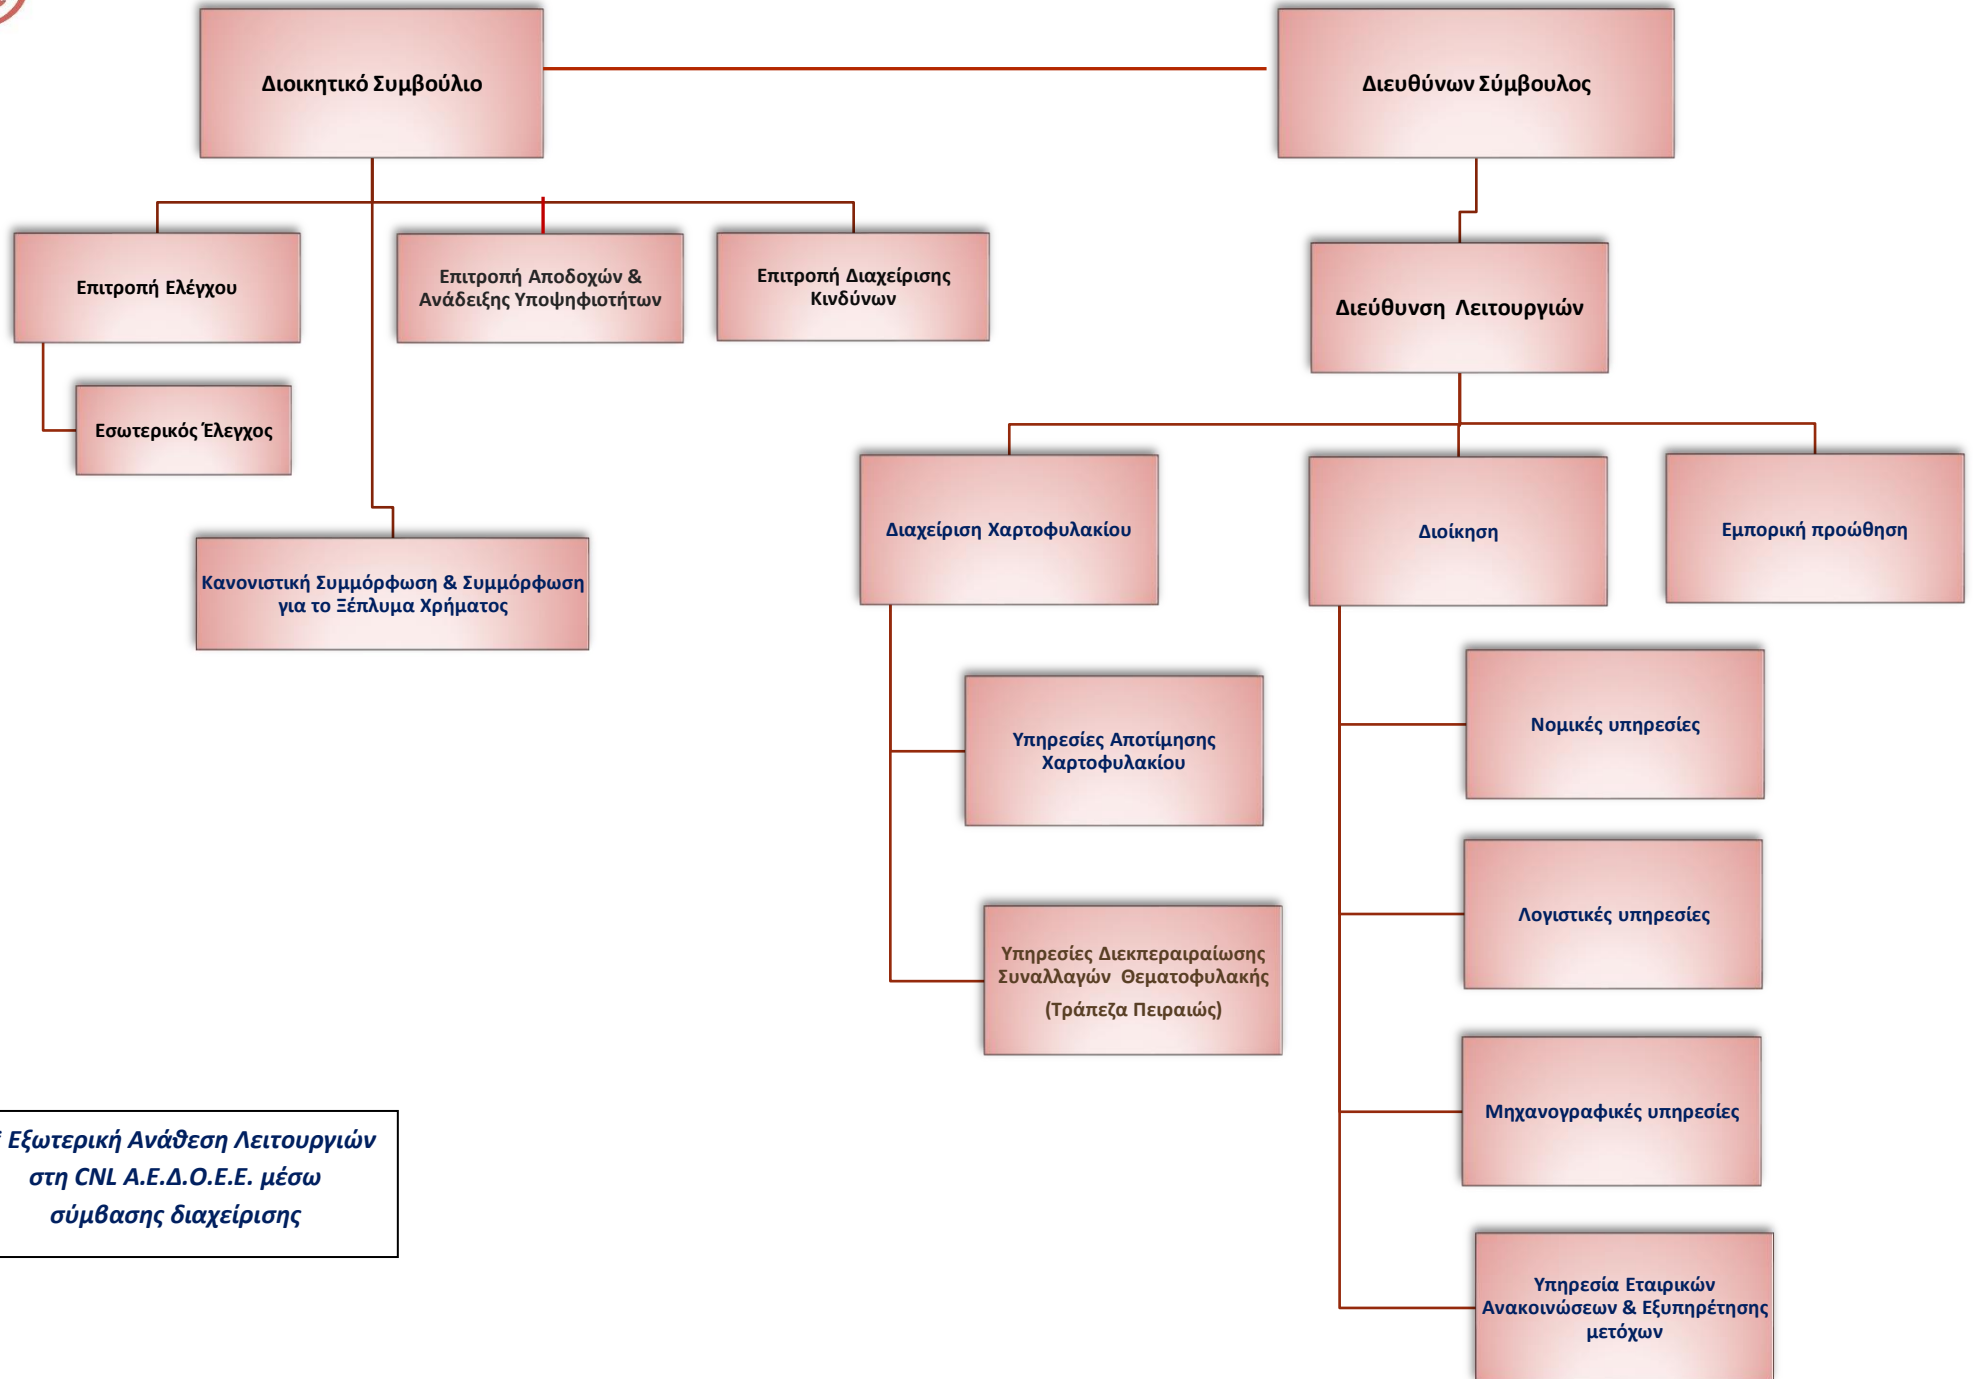 Διοικητικό Συμβούλιο
Διευθύνων Σύμβουλος
Επιτροπή Ελέγχου
Επιτροπή Αποδοχών &
Ανάδειξης Υποψηφιοτήτων
Επιτροπή Διαχείρισης
Κινδύνων
Διεύθυνση Λειτουργιών
Εσωτερικός Έλεγχος
Κανονιστική Συμμόρφωση & Συμμόρφωση
για το Ξέπλυμα Χρήματος
Διαχείριση Χαρτοφυλακίου
Διοίκηση
Εμπορική προώθηση
Υπηρεσίες Αποτίμησης
Χαρτοφυλακίου
Υπηρεσίες Διεκπεραιραίωσης
Συναλλαγών Θεματοφυλακής
(Τράπεζα Πειραιώς)
Νομικές υπηρεσίες
Λογιστικές υπηρεσίες
Μηχανογραφικές υπηρεσίες
Υπηρεσία Εταιρικών
Ανακοινώσεων & Εξυπηρέτησης
μετόχων
* Εξωτερική Ανάθεση Λειτουργιών
στη CNL Α.Ε.Δ.Ο.Ε.Ε. μέσω
σύμβασης διαχείρισης